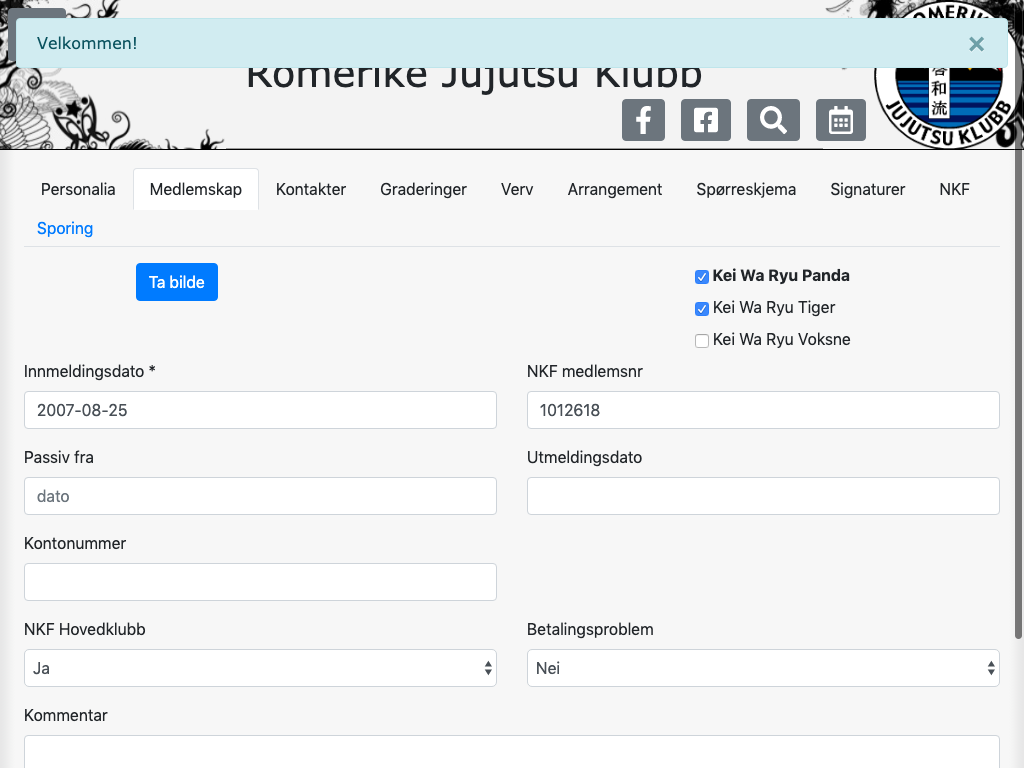 Velkommen!
×
Romerike Jujutsu Klubb
JUJUTSU KLUBB
和
流
Personalia Medlemskap Kontakter Graderinger Verv Arrangement Spørreskjema Signaturer NKF
Sporing
Ta bilde
Kei Wa Ryu Panda
Kei Wa Ryu Tiger
Kei Wa Ryu Voksne
Innmeldingsdato * NKF medlemsnr
2007-08-25 1012618
Passiv fra Utmeldingsdato
dato
Kontonummer
NKF Hovedklubb Betalingsproblem
Ja Nei
Kommentar